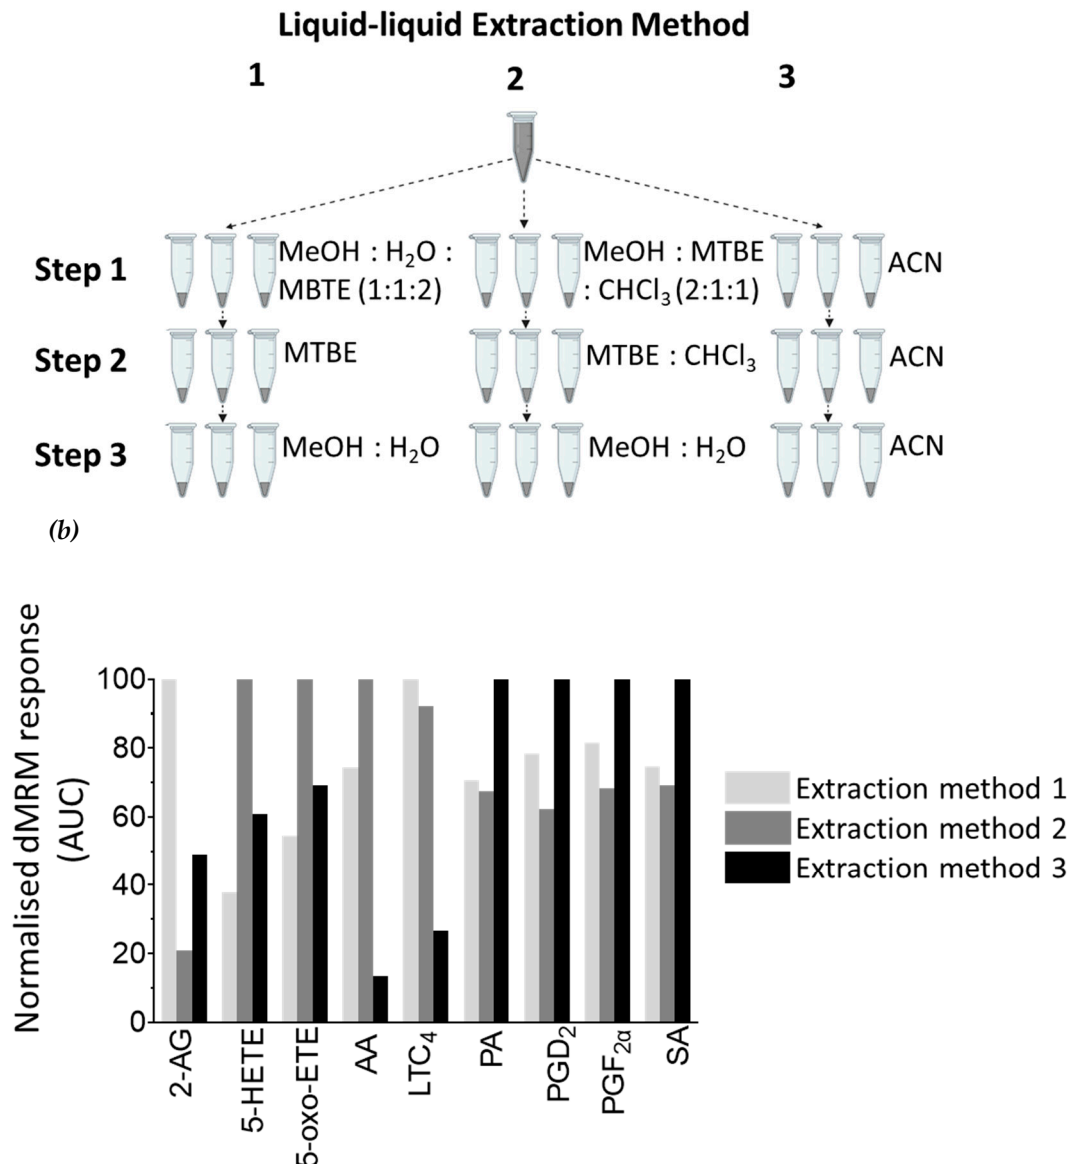 Liquid-liquid Extraction Method
1 2 3
Step 1
MeOH : H₂O :
MBTE (1:1:2)
MeOH : MTBE
: CHCl₃ (2:1:1)
ACN
Step 2
MTBE
MTBE : CHCl₃
ACN
Step 3
MeOH : H₂O
MeOH : H₂O
ACN
(b)
Normalised dMRM response
(AUC)
100
80
60
40
20
0
2-AG
5-HETE
5-oxo-ETE
AA
LTC₄
PA
PGD₂
PGF₂α
SA
Extraction method 1
Extraction method 2
Extraction method 3